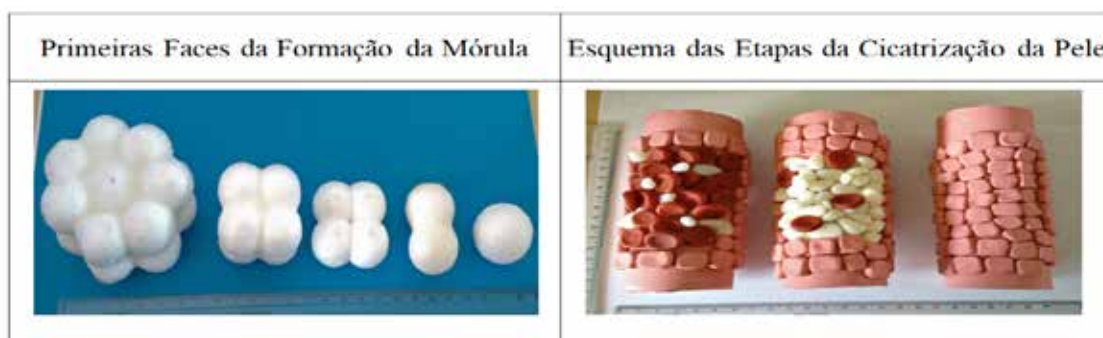 Primeiras Faces da Formação da Mórula
Esquema das Etapas da Cicatrização da Pele